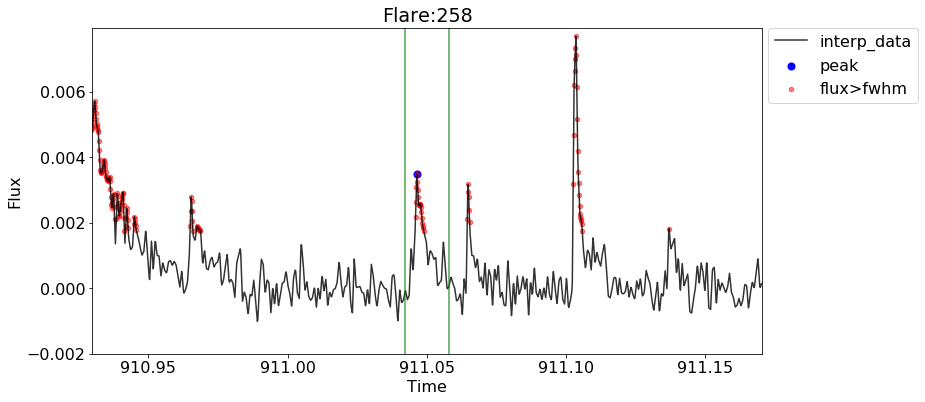 Flare:258
interp_data
peak
flux>fwhm
Flux
0.006
0.004
0.002
0.000
−0.002
910.95 911.00 911.05 911.10 911.15
Time